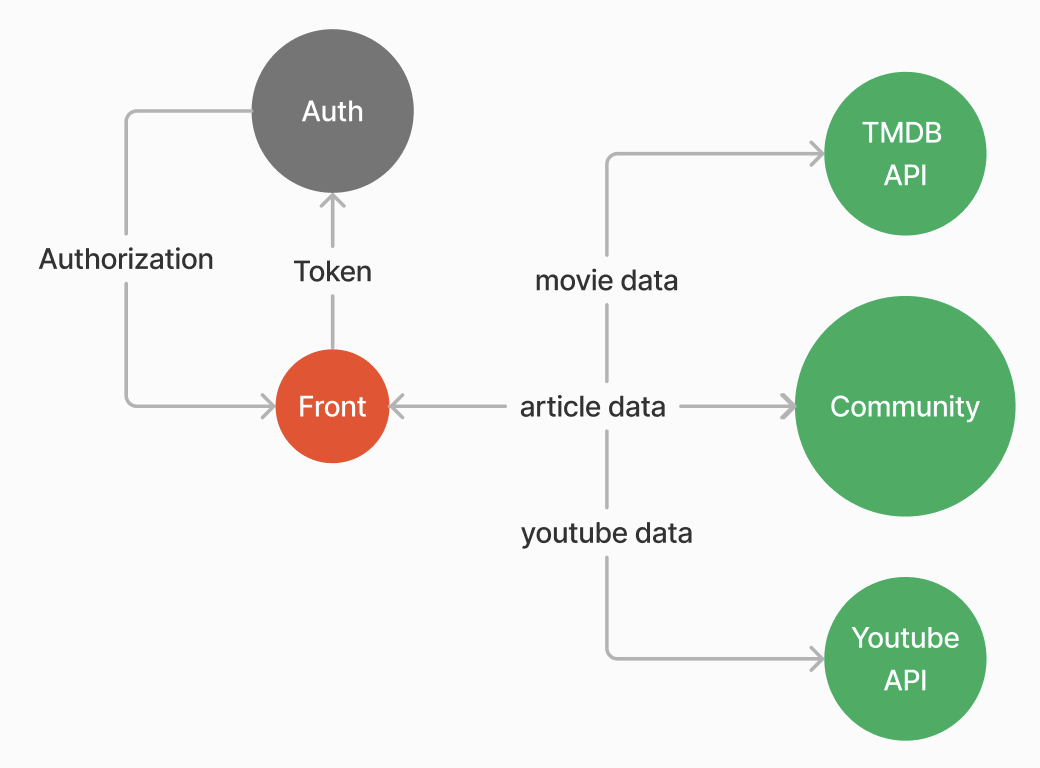 Auth
TMDB
API
Authorization
Token
movie data
Front
article data
Community
youtube data
Youtube
API